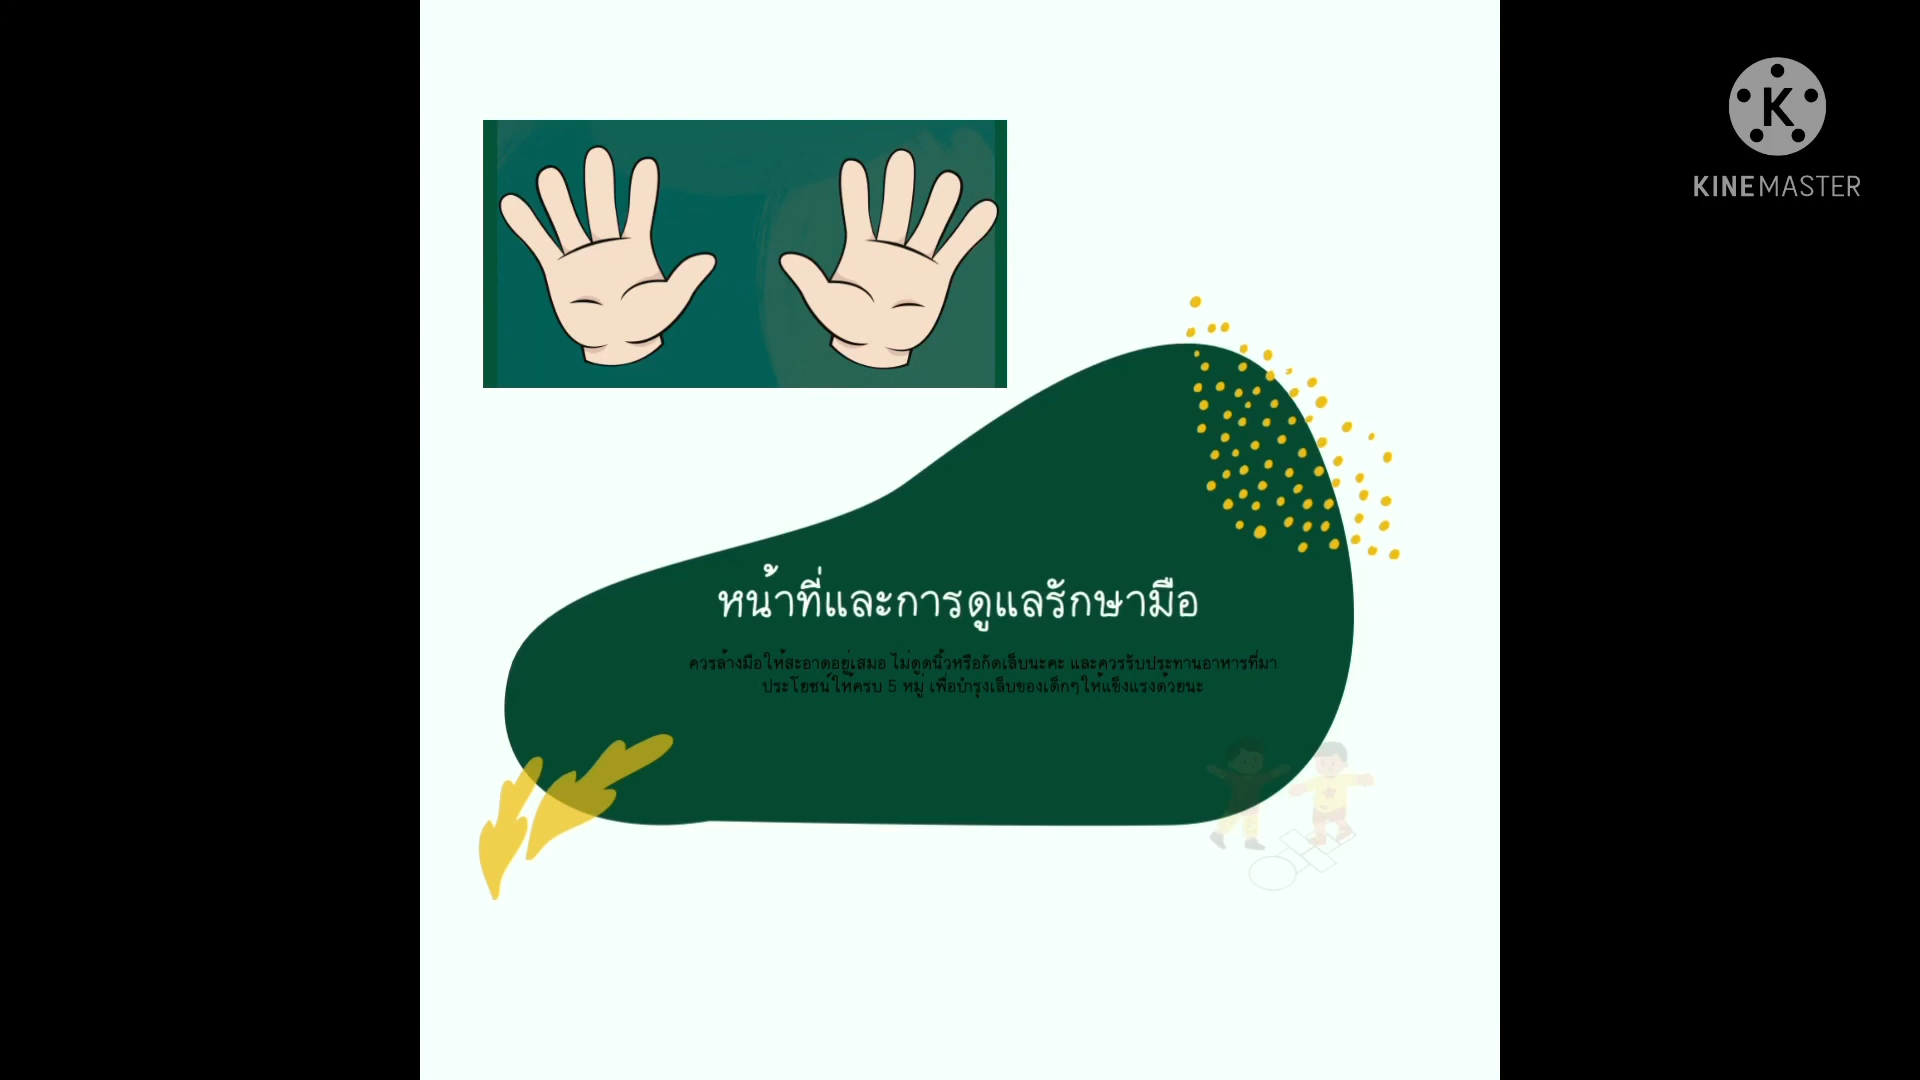 KINEMASTER
หน้าที่และการดูแลรักษามือ
ควรล้างมือให้สะอาดอยู่เสมอ ไม่ดูดนิ้วหรือกัดเล็บนะคะ และควรรับประทานอาหารที่มา
ประโยชน์ให้ครบ 5 หมู่ เพื่อบำรุงเล็บของเด็กๆให้แข็งแรงด้วยนะ